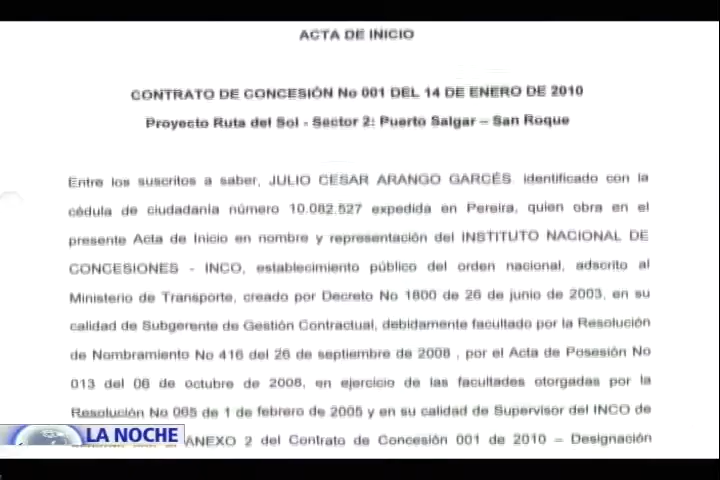 ACTA DE INICIO
CONTRATO DE CONCESIÓN No 001 DEL 14 DE ENERO DE 2010
Proyecto Ruta del Sol - Sector 2: Puerto Salgar – San Roque
Entre los suscritos a saber, JULIO CESAR ARANGO GARCÉS identificado con la
cédula de ciudadanía número 10.082.527 expedida en Pereira, quien obra en el
presente Acta de Inicio en nombre y representación del INSTITUTO NACIONAL DE
CONCESIONES - INCO, establecimiento público del orden nacional, adscrito al
Ministerio de Transporte, creado por Decreto No 1800 de 26 de junio de 2003, en su
calidad de Subgerente de Gestión Contractual, debidamente facultado por la Resolución
de Nombramiento No 416 del 26 de septiembre de 2008 , por el Acta de Posesión No
013 del 06 de octubre de 2008, en ejercicio de las facultades otorgadas por la
Resolución No 065 de 1 de febrero de 2005 y en su calidad de Supervisor del INCO de
ANEXO 2 del Contrato de Concesión 001 de 2010 – Designación
LA NOCHE